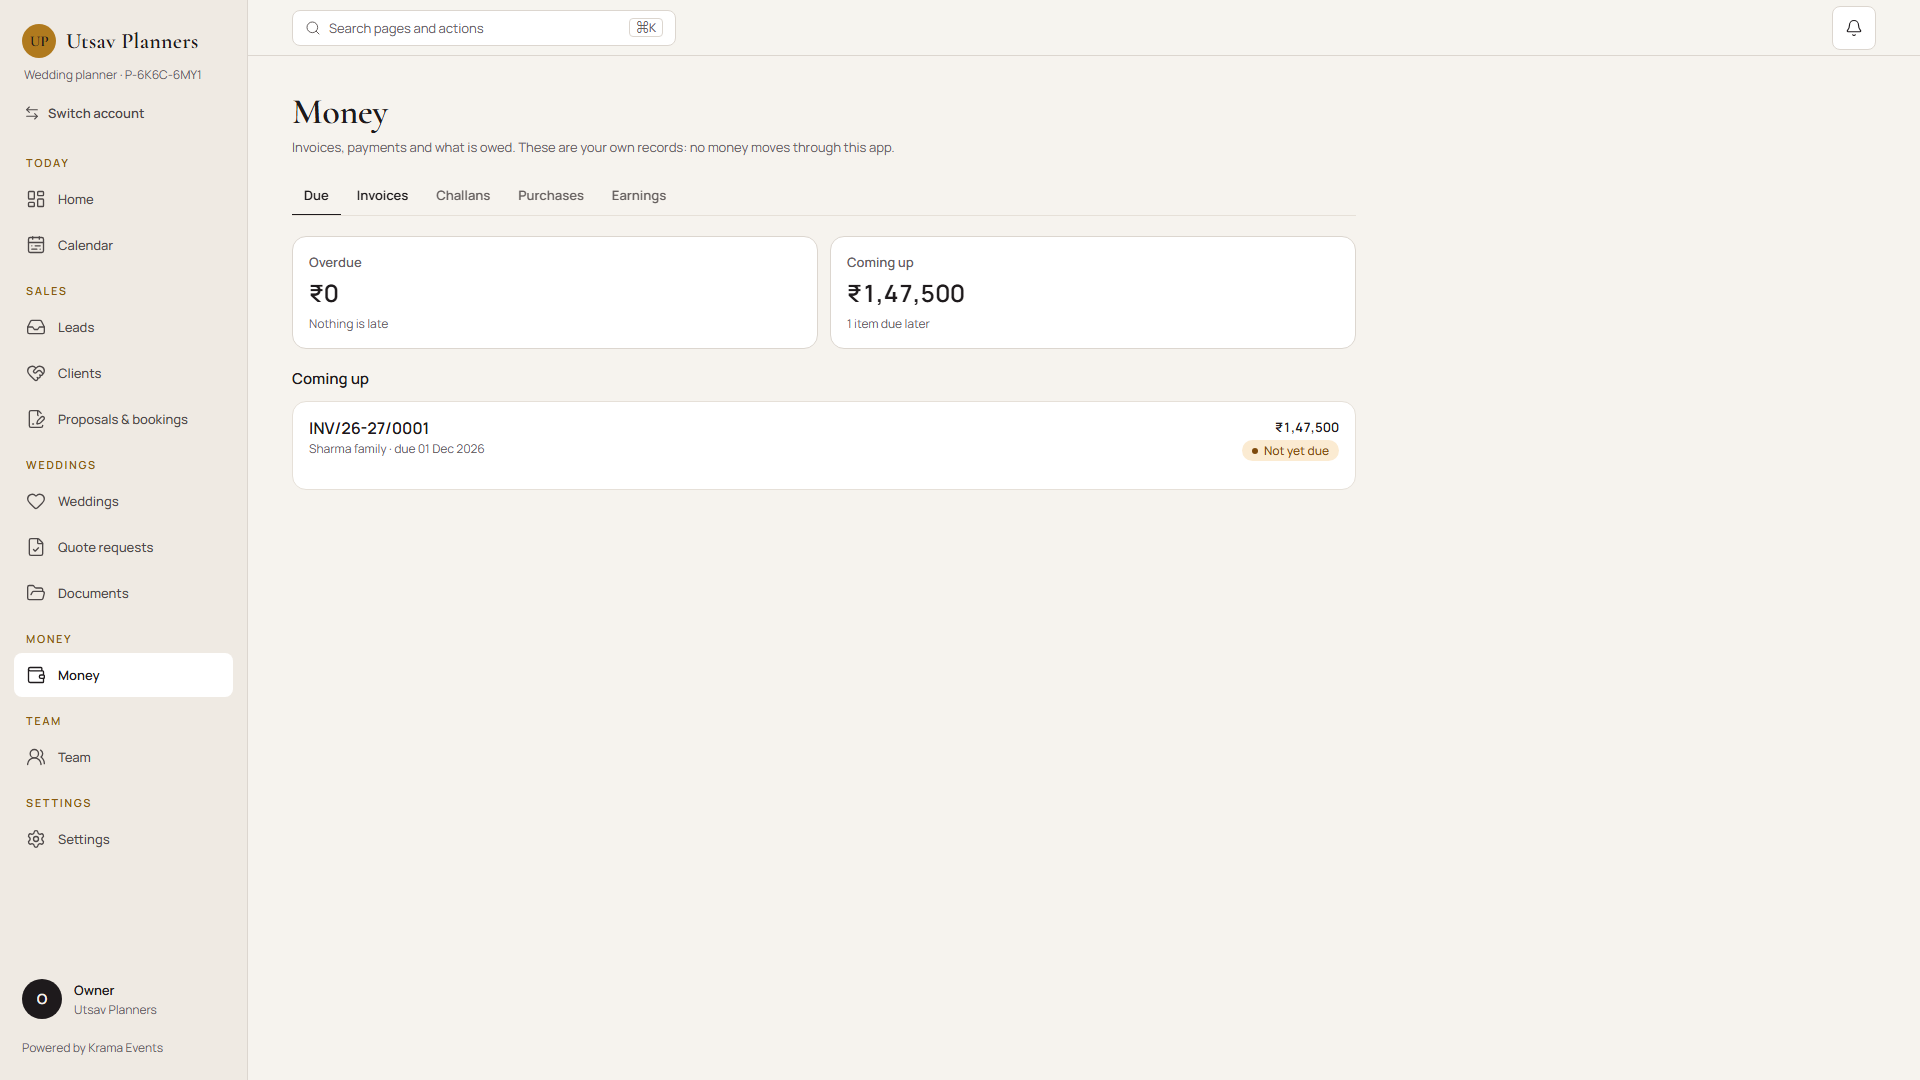 UP Utsav Planners
Wedding planner · P-6K6C-6MY1
Switch account
TODAY
Home
Calendar
SALES
Leads
Clients
Proposals & bookings
WEDDINGS
Weddings
Quote requests
Documents
MONEY
Money
TEAM
Team
SETTINGS
Settings
O
Owner
Utsav Planners
Powered by Krama Events
Search pages and actions ⌘K
Money
Invoices, payments and what is owed. These are your own records: no money moves through this app.
Due Invoices Challans Purchases Earnings
Overdue
₹0
Nothing is late
Coming up
₹1,47,500
1 item due later
Coming up
INV/26-27/0001
Sharma family · due 01 Dec 2026
₹1,47,500
Not yet due